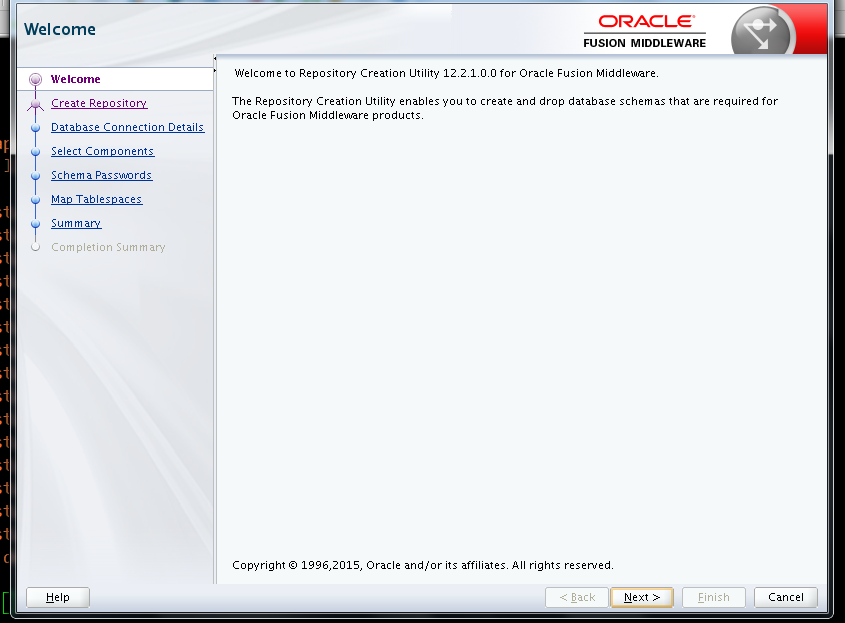 Welcome
ORACLE
FUSION MIDDLEWARE
Welcome
Create Repository
Database Connection Details
Select Components
Schema Passwords
Map Tablespaces
Summary
Completion Summary
Welcome to Repository Creation Utility 12.2.1.0.0 for Oracle Fusion Middleware.
The Repository Creation Utility enables you to create and drop database schemas that are required for
Oracle Fusion Middleware products.
Copyright © 1996,2015, Oracle and/or its affiliates. All rights reserved.
Help
< Back
Next >
Finish
Cancel